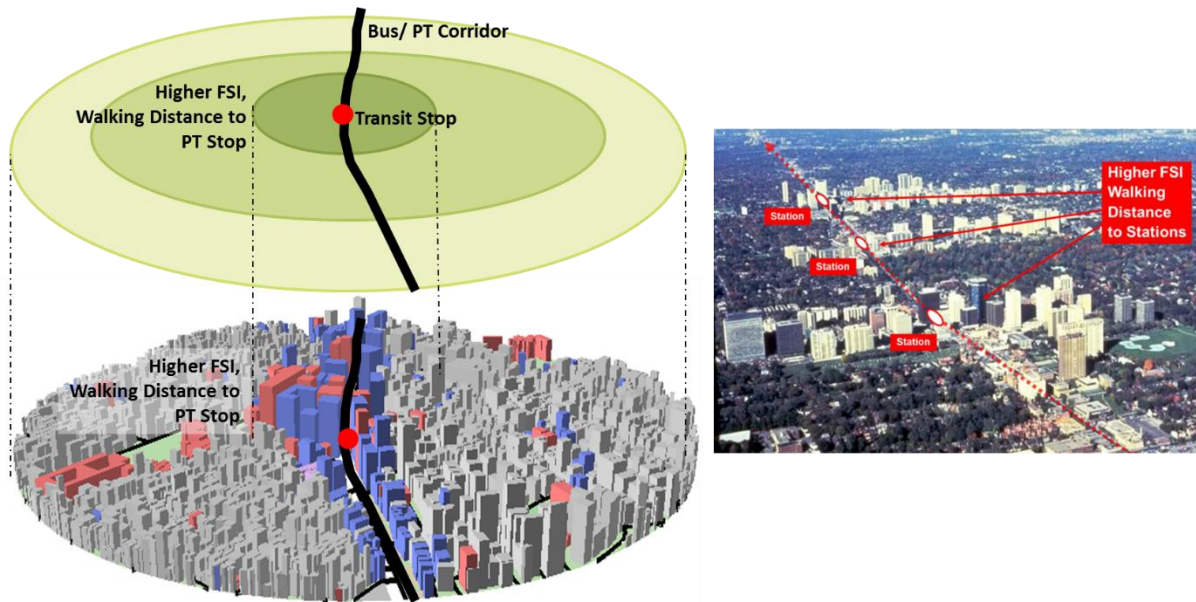 Bus/ PT Corridor
Higher FSI,
Walking Distance to
PT Stop
Transit Stop
Higher FSI,
Walking Distance to
PT Stop
Higher FSI
Walking
Distance
to Stations
Station
Station
Station